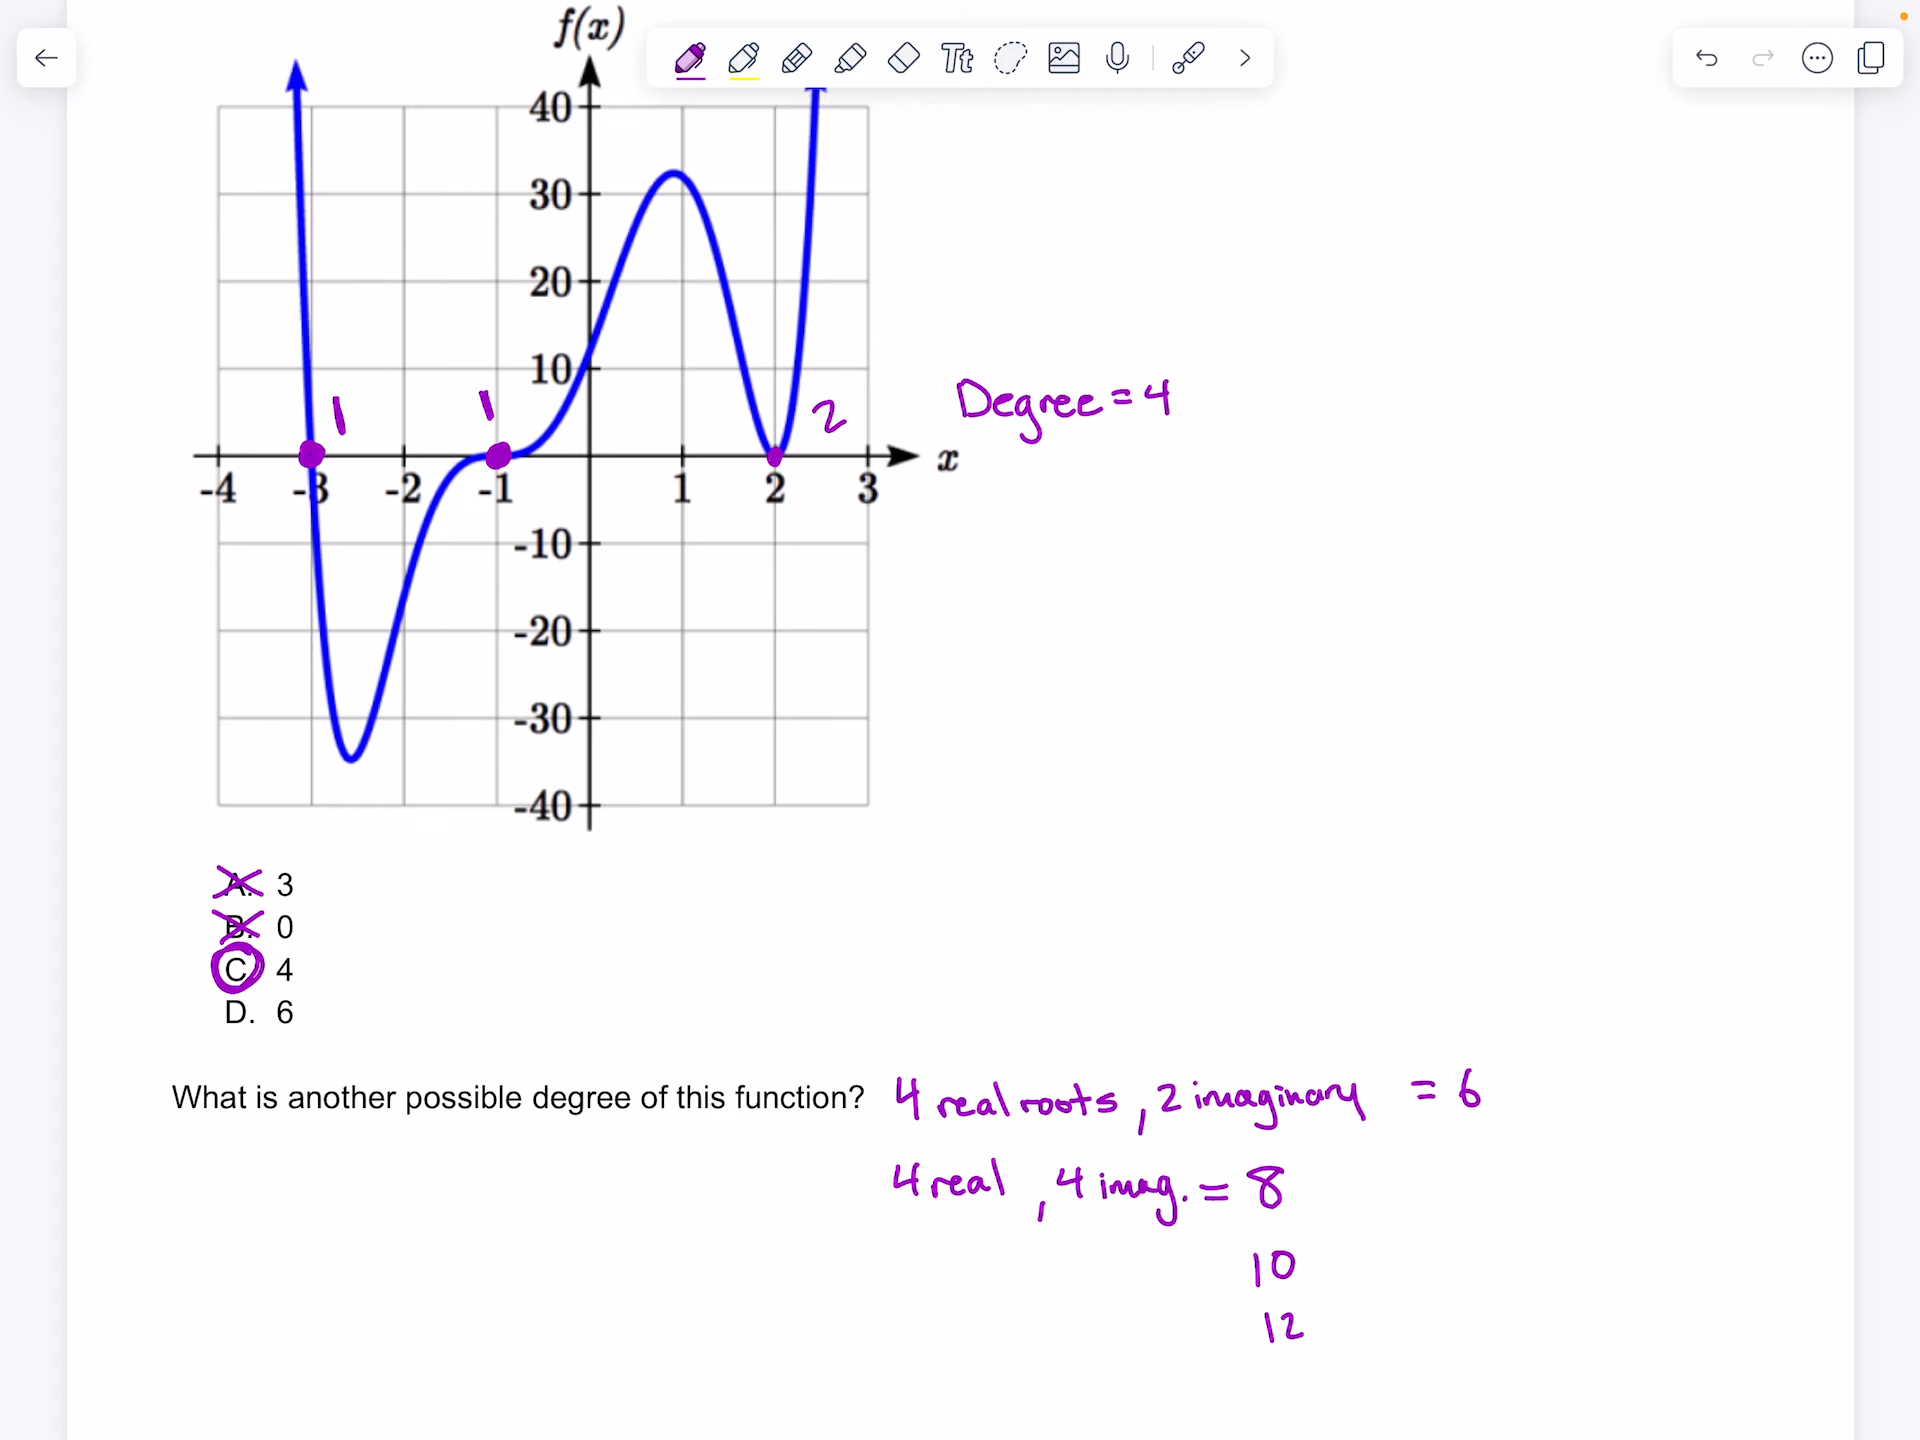 f(x)
Tt
40
30
20
10
1 1 2
Degree = 4
x
-4 -3 -2 -1 1 2 3
-10
-20
-30
-40
A. 3
B. 0
C 4
D. 6
What is another possible degree of this function? 4 real roots, 2 imaginary = 6
4 real, 4 imag. = 8
10
12